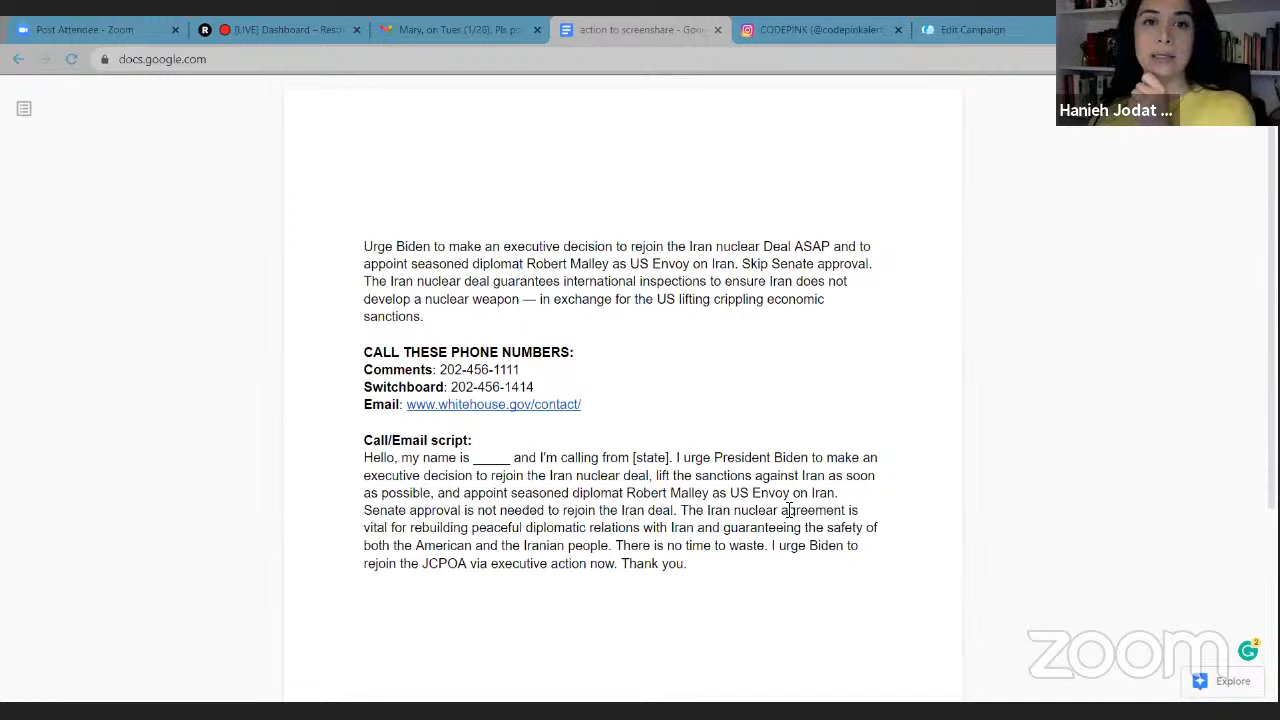 Post Attendee - Zoom
R
[LIVE] Dashboard – Restr
Mary, on Tues (1/26), Pls po
action to screenshare - Goo
CODEPINK (@codepinkalert
Edit Campaign
docs.google.com
Hanieh Jodat ...
Urge Biden to make an executive decision to rejoin the Iran nuclear Deal ASAP and to
appoint seasoned diplomat Robert Malley as US Envoy on Iran. Skip Senate approval.
The Iran nuclear deal guarantees international inspections to ensure Iran does not
develop a nuclear weapon — in exchange for the US lifting crippling economic
sanctions.
CALL THESE PHONE NUMBERS:
Comments: 202-456-1111
Switchboard: 202-456-1414
Email: www.whitehouse.gov/contact/
Call/Email script:
Hello, my name is _____ and I'm calling from [state]. I urge President Biden to make an
executive decision to rejoin the Iran nuclear deal, lift the sanctions against Iran as soon
as possible, and appoint seasoned diplomat Robert Malley as US Envoy on Iran.
Senate approval is not needed to rejoin the Iran deal. The Iran nuclear agreement is
vital for rebuilding peaceful diplomatic relations with Iran and guaranteeing the safety of
both the American and the Iranian people. There is no time to waste. I urge Biden to
rejoin the JCPOA via executive action now. Thank you.
zoom
2
Explore